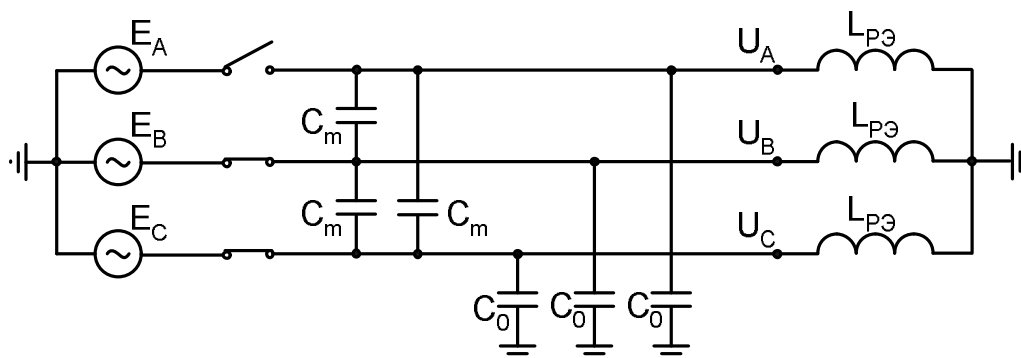 E_A U_A L_РЭ
C_m
E_B U_B L_РЭ
C_m C_m
E_C U_C L_РЭ
C_0 C_0 C_0